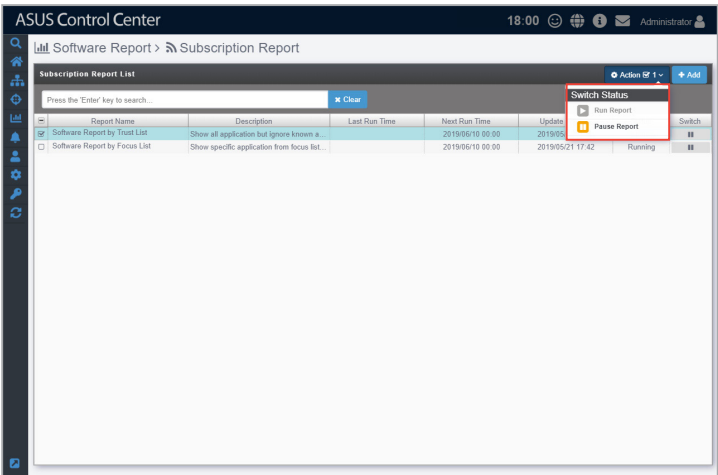 ASUS Control Center
18:00
Administrator
Software Report > Subscription Report
Subscription Report List
Action 1
+ Add
Press the 'Enter' key to search...
✖ Clear
Switch Status
Run Report
Pause Report
Report Name Description Last Run Time Next Run Time Update Switch
Software Report by Trust List Show all application but ignore known a... 2019/06/10 00:00 2019/05
Software Report by Focus List Show specific application from focus list... 2019/06/10 00:00 2019/05/21 17:42 Running